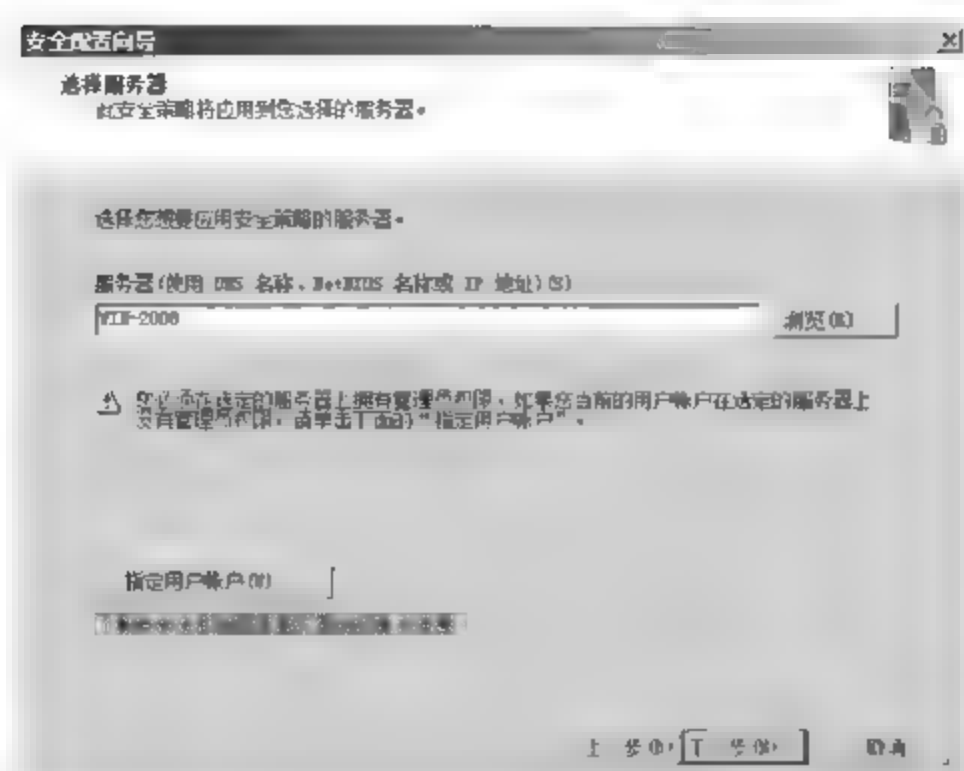 安全配置向导
选择服务器
此安全策略将应用到您选择的服务器。
选择您想要应用安全策略的服务器。
服务器(使用 DNS 名称、NetBIOS 名称或 IP 地址)(S)
WIN-2008
浏览(R)
您必须在选定的服务器上拥有管理员权限。如果您当前的用户帐户在选定的服务器上
没有管理员权限，请单击下面的“指定用户帐户”。
指定用户帐户
上一步(B)
下一步(N)
取消